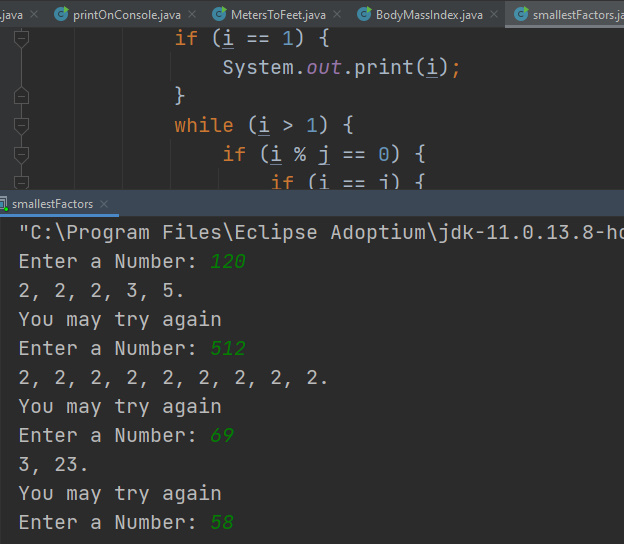 .java printOnConsole.java MetersToFeet.java BodyMassIndex.java smallestFactors.ja
if (i == 1) {
System.out.print(i);
}
while (i > 1) {
if (i % j == 0) {
if (i == j) {
smallestFactors
"C:\Program Files\Eclipse Adoptium\jdk-11.0.13.8-ho
Enter a Number: 120
2, 2, 2, 3, 5.
You may try again
Enter a Number: 512
2, 2, 2, 2, 2, 2, 2, 2, 2.
You may try again
Enter a Number: 69
3, 23.
You may try again
Enter a Number: 58